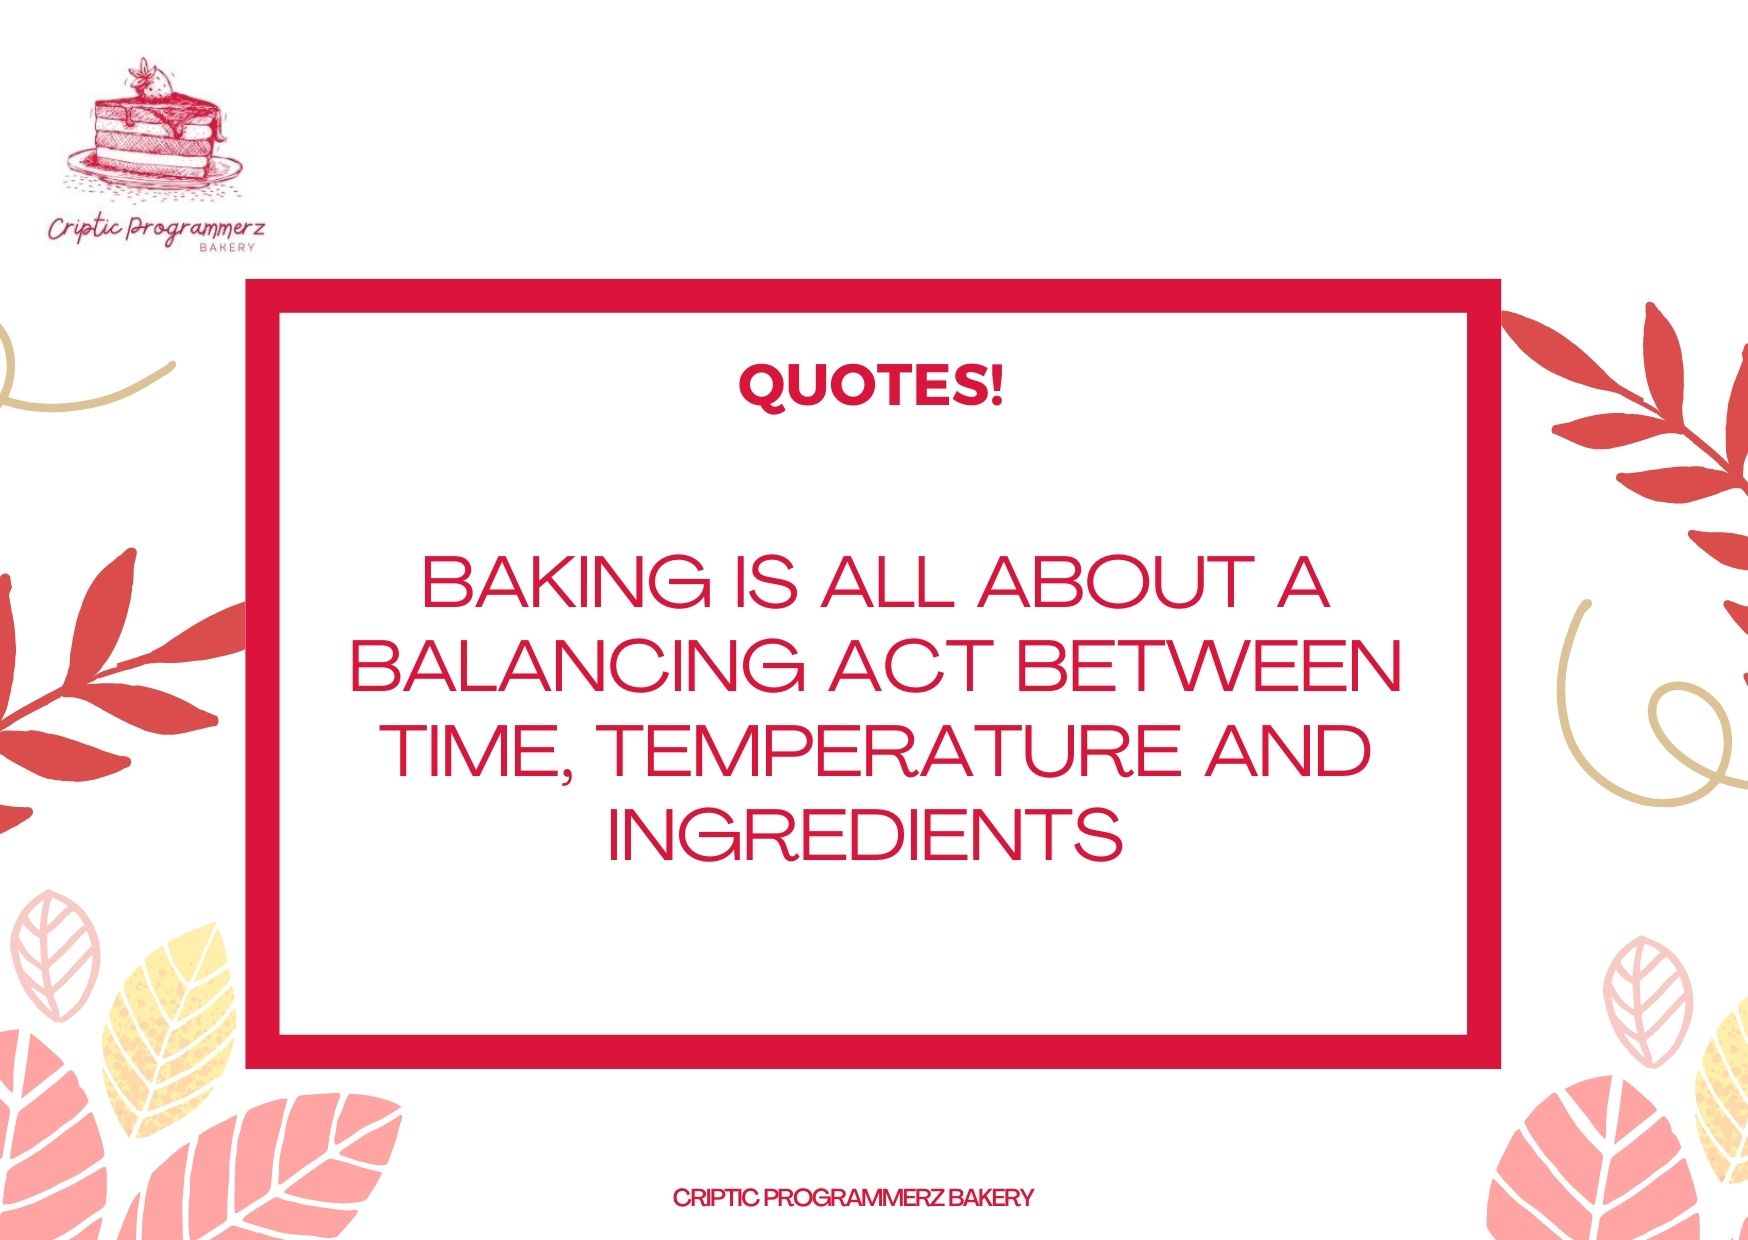 Criptic Programmerz
BAKERY
QUOTES!
BAKING IS ALL ABOUT A
BALANCING ACT BETWEEN
TIME, TEMPERATURE AND
INGREDIENTS
CRIPTIC PROGRAMMERZ BAKERY